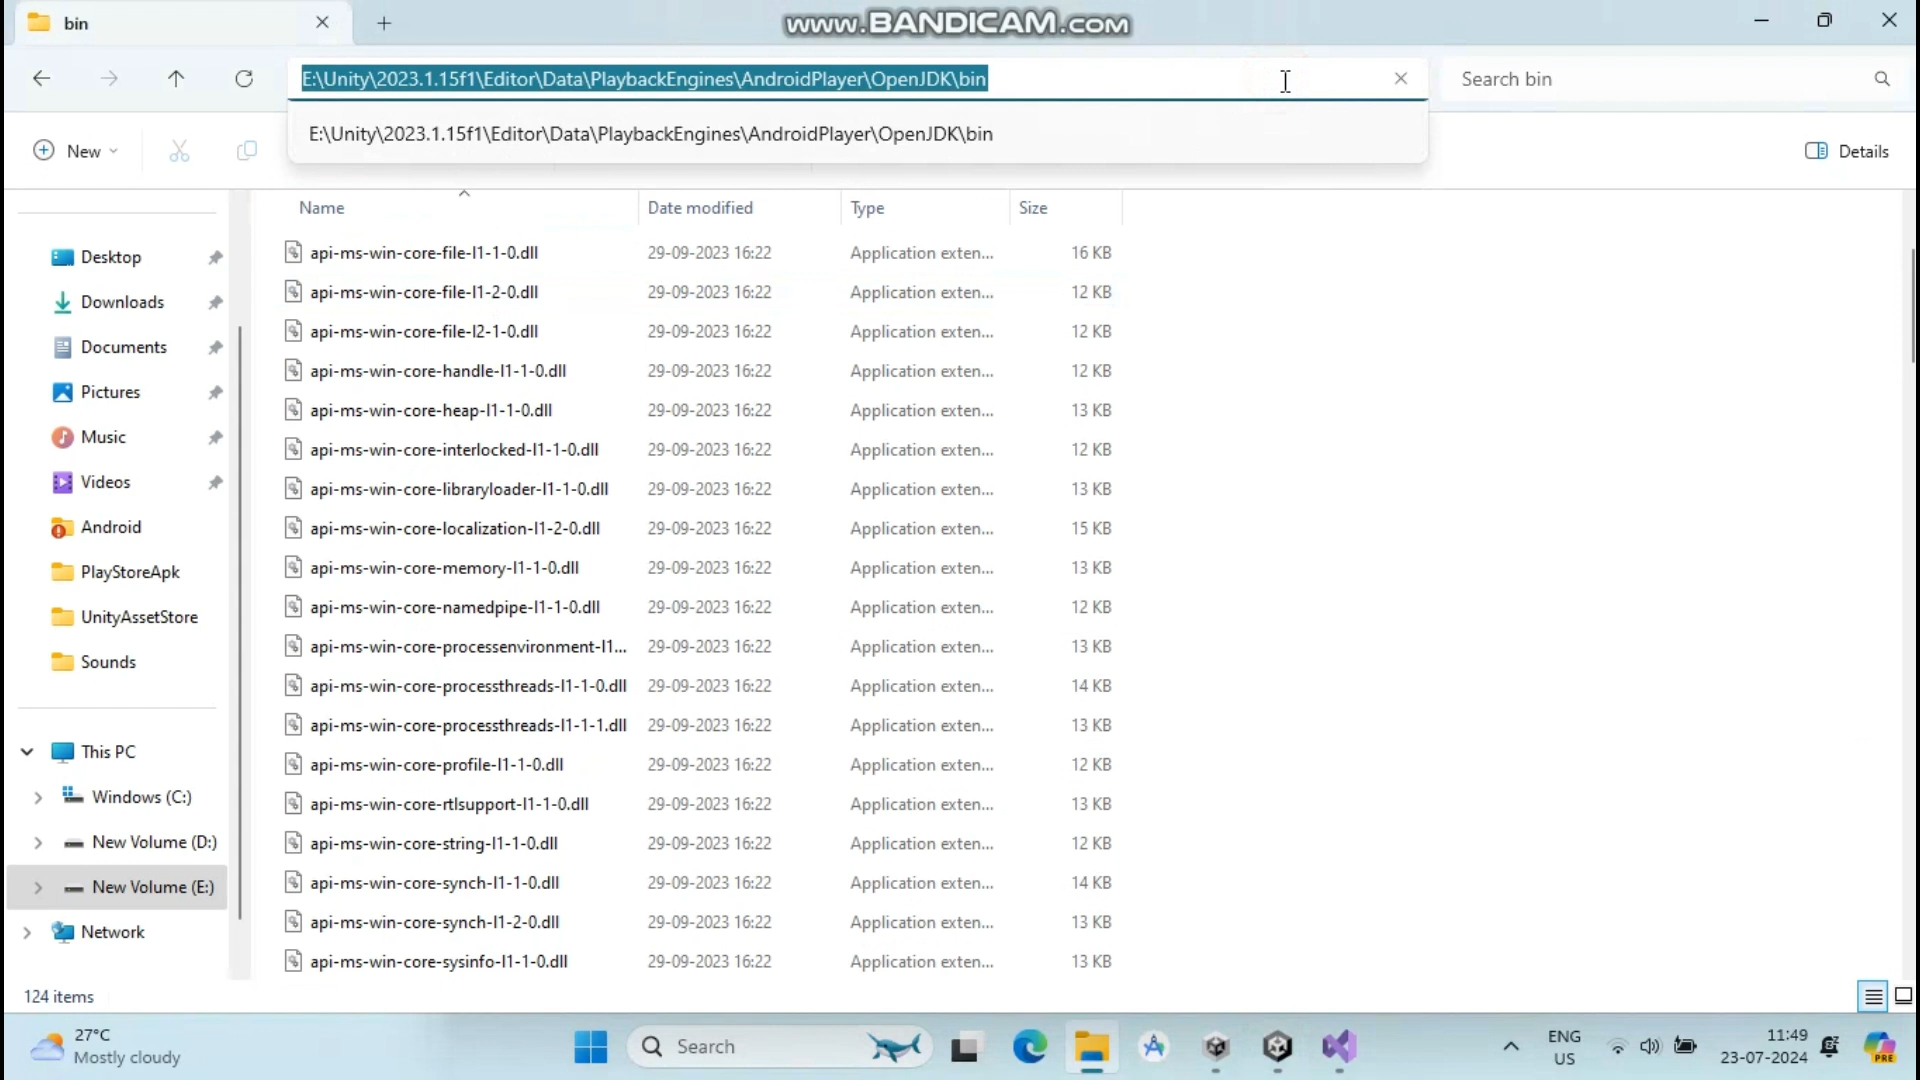 bin
www.BANDICAM.com
E:\Unity\2023.1.15f1\Editor\Data\PlaybackEngines\AndroidPlayer\OpenJDK\bin
Search bin
E:\Unity\2023.1.15f1\Editor\Data\PlaybackEngines\AndroidPlayer\OpenJDK\bin
New
Details
Name Date modified Type Size
Desktop
Downloads
Documents
Pictures
Music
Videos
Android
PlayStoreApk
UnityAssetStore
Sounds
This PC
Windows (C:)
New Volume (D:)
New Volume (E:)
Network
api-ms-win-core-file-l1-1-0.dll 29-09-2023 16:22 Application exten... 16 KB
api-ms-win-core-file-l1-2-0.dll 29-09-2023 16:22 Application exten... 12 KB
api-ms-win-core-file-l2-1-0.dll 29-09-2023 16:22 Application exten... 12 KB
api-ms-win-core-handle-l1-1-0.dll 29-09-2023 16:22 Application exten... 12 KB
api-ms-win-core-heap-l1-1-0.dll 29-09-2023 16:22 Application exten... 13 KB
api-ms-win-core-interlocked-l1-1-0.dll 29-09-2023 16:22 Application exten... 12 KB
api-ms-win-core-libraryloader-l1-1-0.dll 29-09-2023 16:22 Application exten... 13 KB
api-ms-win-core-localization-l1-2-0.dll 29-09-2023 16:22 Application exten... 15 KB
api-ms-win-core-memory-l1-1-0.dll 29-09-2023 16:22 Application exten... 13 KB
api-ms-win-core-namedpipe-l1-1-0.dll 29-09-2023 16:22 Application exten... 12 KB
api-ms-win-core-processenvironment-l1... 29-09-2023 16:22 Application exten... 13 KB
api-ms-win-core-processthreads-l1-1-0.dll 29-09-2023 16:22 Application exten... 14 KB
api-ms-win-core-processthreads-l1-1-1.dll 29-09-2023 16:22 Application exten... 13 KB
api-ms-win-core-profile-l1-1-0.dll 29-09-2023 16:22 Application exten... 12 KB
api-ms-win-core-rtlsupport-l1-1-0.dll 29-09-2023 16:22 Application exten... 13 KB
api-ms-win-core-string-l1-1-0.dll 29-09-2023 16:22 Application exten... 12 KB
api-ms-win-core-synch-l1-1-0.dll 29-09-2023 16:22 Application exten... 14 KB
api-ms-win-core-synch-l1-2-0.dll 29-09-2023 16:22 Application exten... 13 KB
api-ms-win-core-sysinfo-l1-1-0.dll 29-09-2023 16:22 Application exten... 13 KB
124 items
27°C
Mostly cloudy
Search
ENG
US
11:49
23-07-2024
PRE